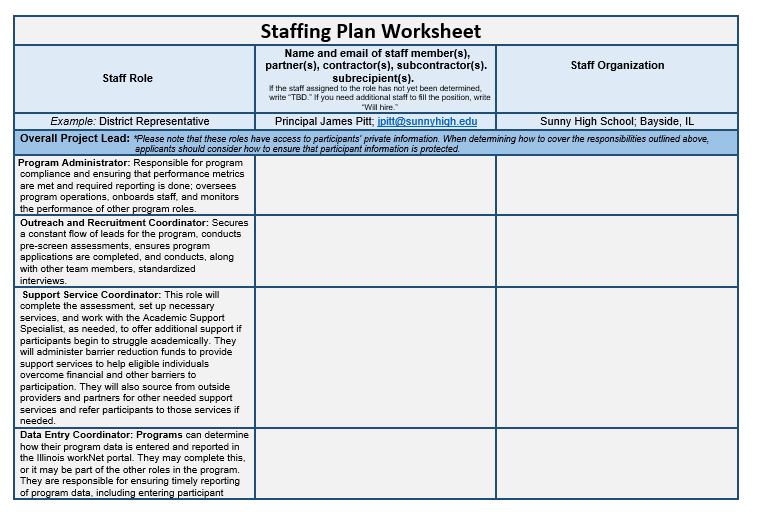 Staffing Plan Worksheet
Staff Role
Name and email of staff member(s),
partner(s), contractor(s), subcontractor(s).
subrecipient(s).
If the staff assigned to the role has not yet been determined,
write "TBD." If you need additional staff to fill the position, write
"Will hire."
Staff Organization
Example: District Representative
Principal James Pitt; jpitt@sunnyhigh.edu
Sunny High School; Bayside, IL
Overall Project Lead: *Please note that these roles have access to participants' private information. When determining how to cover the responsibilities outlined above,
applicants should consider how to ensure that participant information is protected.
Program Administrator: Responsible for program
compliance and ensuring that performance metrics
are met and required reporting is done; oversees
program operations, onboards staff, and monitors
the performance of other program roles.
Outreach and Recruitment Coordinator: Secures
a constant flow of leads for the program, conducts
pre-screen assessments, ensures program
applications are completed, and conducts, along
with other team members, standardized
interviews.
Support Service Coordinator: This role will
complete the assessment, set up necessary
services, and work with the Academic Support
Specialist, as needed, to offer additional support if
participants begin to struggle academically. They
will administer barrier reduction funds to provide
support services to help eligible individuals
overcome financial and other barriers to
participation. They will also source from outside
providers and partners for other needed support
services and refer participants to those services if
needed.
Data Entry Coordinator: Programs can determine
how their program data is entered and reported in
the Illinois workNet portal. They may complete this,
or it may be part of the other roles in the program.
They are responsible for ensuring timely reporting
of program data, including entering participant